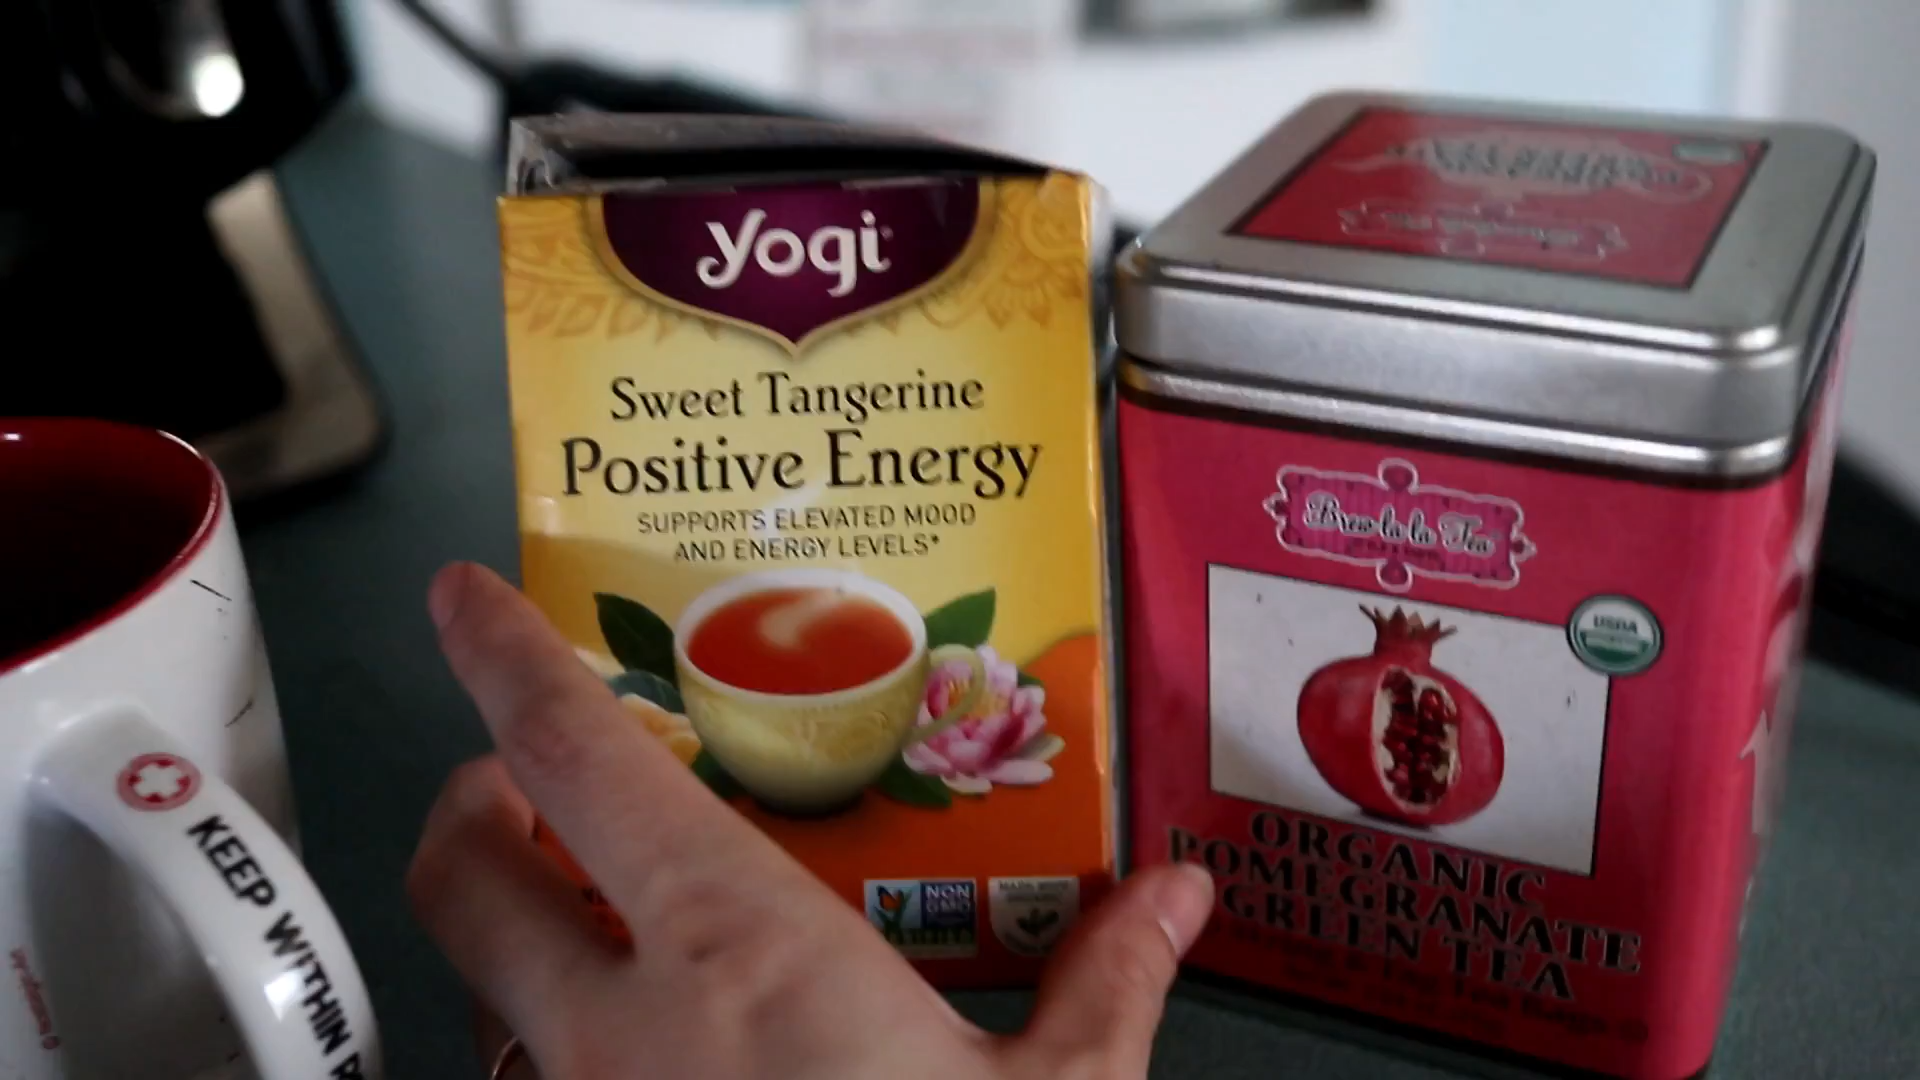 yogi
Sweet Tangerine
Positive Energy
SUPPORTS ELEVATED MOOD
AND ENERGY LEVELS*
NON
GMO
Brew-la-la Tea
USDA
ORGANIC
POMEGRANATE
GREEN TEA
KEEP WITHIN